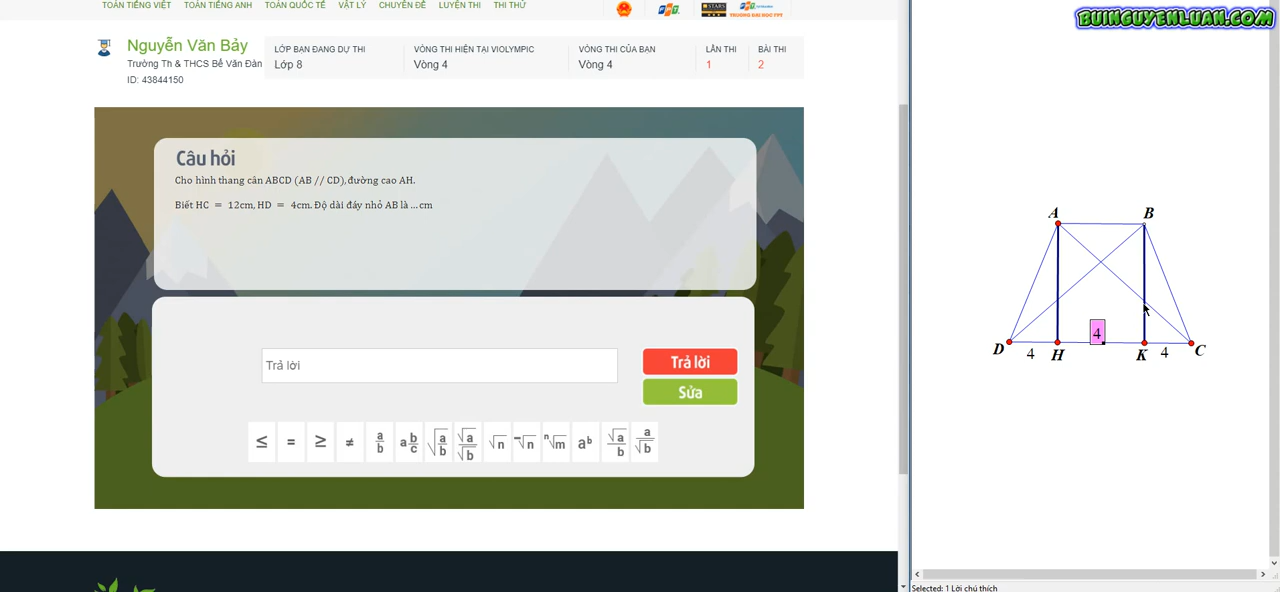 TOÁN TIẾNG VIỆT TOÁN TIẾNG ANH TOÁN QUỐC TẾ VẬT LÝ CHUYÊN ĐỀ LUYỆN THI THI THỬ
BUINGUYENLUAN.COM
Nguyễn Văn Bảy
Trường Th & THCS Bế Văn Đàn
ID: 43844150
LỚP BẠN ĐANG DỰ THI
Lớp 8
VÒNG THI HIỆN TẠI VIOLYMPIC
Vòng 4
VÒNG THI CỦA BẠN
Vòng 4
LẦN THI
1
BÀI THI
2
Câu hỏi
Cho hình thang cân ABCD (AB // CD), đường cao AH.
Biết HC = 12cm, HD = 4cm. Độ dài đáy nhỏ AB là ... cm
Trả lời
Trả lời
Sửa
≤ = ≥ ≠ a/b a b/c √(a/b) √a/√b √n ⁻√n ⁿ√m aᵇ √a/b a/√b
A B
4
D 4 H K 4 C
Selected: 1 Lời chú thích